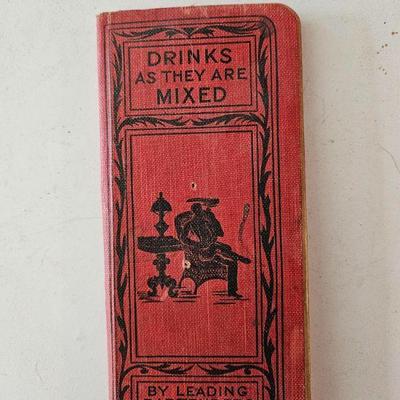 DRINKS
AS THEY ARE
MIXED
BY LEADING